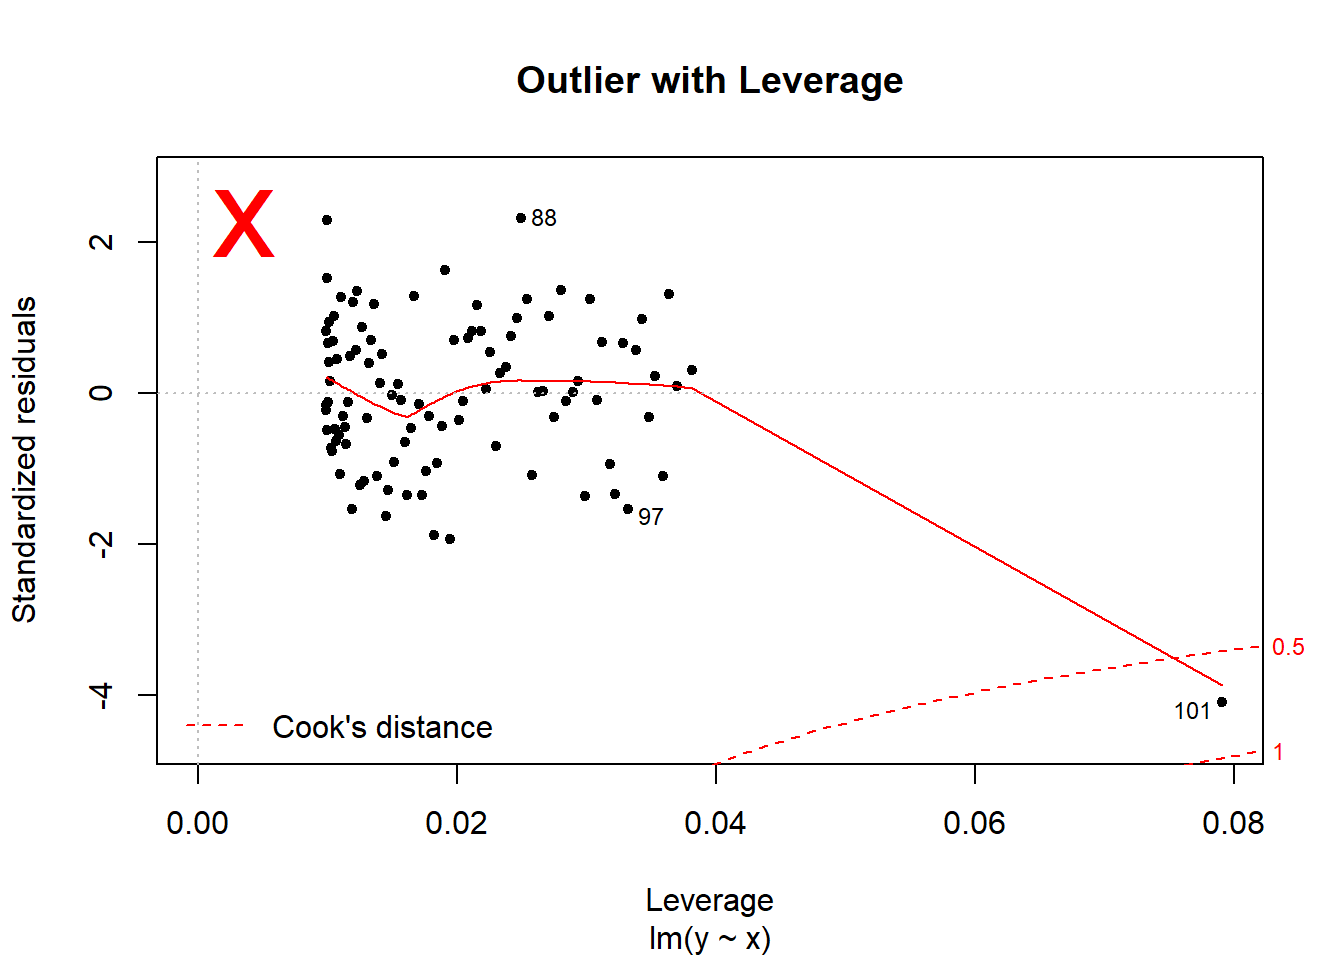 Outlier with Leverage
X
88
97
101
0.5
1
Cook's distance
2
0
-2
-4
Standardized residuals
0.00 0.02 0.04 0.06 0.08
Leverage
lm(y ~ x)